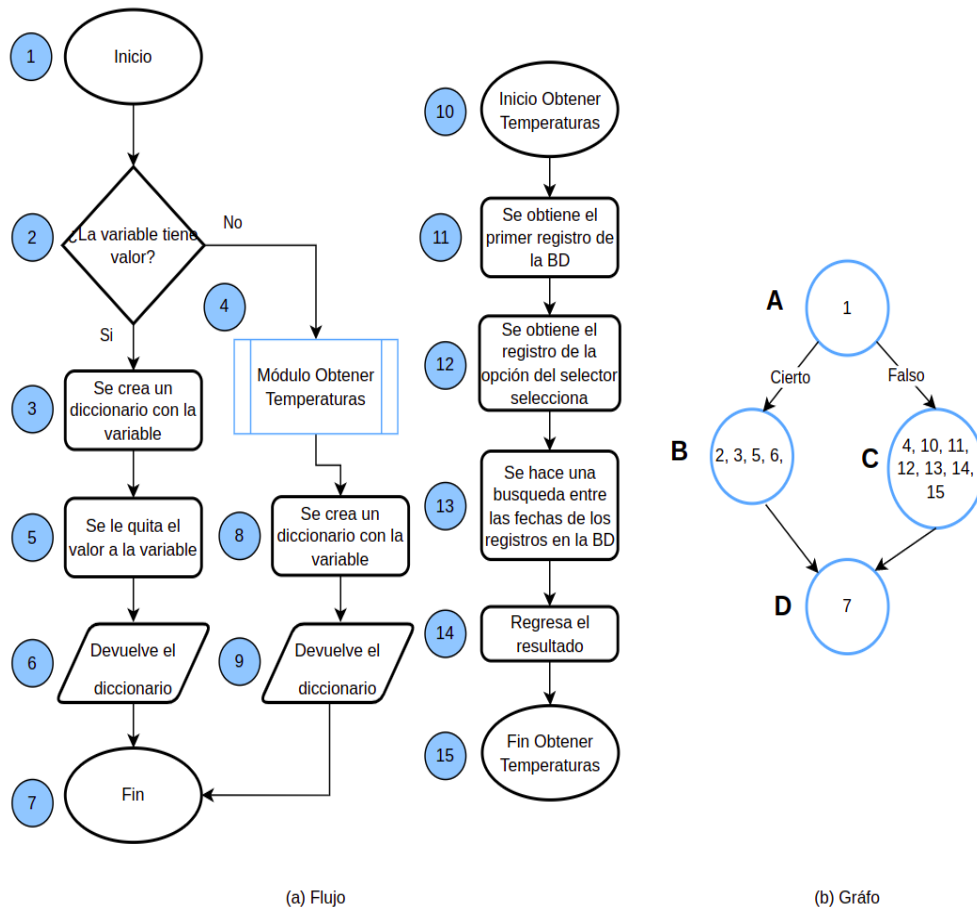 1
Inicio
2
¿La variable tiene
valor?
No
Si
4
Módulo Obtener
Temperaturas
3
Se crea un
diccionario con la
variable
5
Se le quita el
valor a la variable
8
Se crea un
diccionario con la
variable
6
Devuelve el
diccionario
9
Devuelve el
diccionario
7
Fin
10
Inicio Obtener
Temperaturas
11
Se obtiene el
primer registro de
la BD
12
Se obtiene el
registro de la
opción del selector
selecciona
13
Se hace una
busqueda entre
las fechas de los
registros en la BD
14
Regresa el
resultado
15
Fin Obtener
Temperaturas
A
1
Cierto
Falso
B
2, 3, 5, 6,
C
4, 10, 11,
12, 13, 14,
15
D
7
(a) Flujo
(b) Gráfo